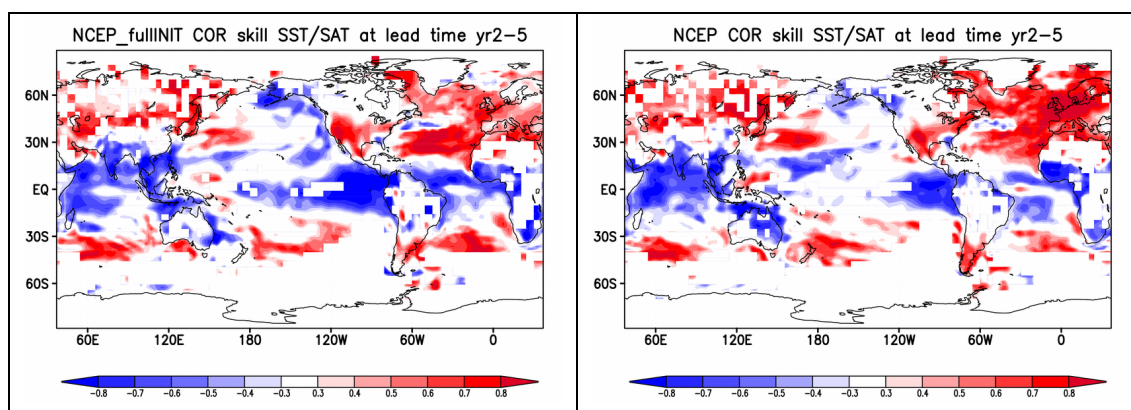 NCEP_fullINIT COR skill SST/SAT at lead time yr2-5
60N
30N
EQ
30S
60S
60E 120E 180 120W 60W 0
-0.8 -0.7 -0.6 -0.5 -0.4 -0.3 0.3 0.4 0.5 0.6 0.7 0.8
NCEP COR skill SST/SAT at lead time yr2-5
60N
30N
EQ
30S
60S
60E 120E 180 120W 60W 0
-0.8 -0.7 -0.6 -0.5 -0.4 -0.3 0.3 0.4 0.5 0.6 0.7 0.8